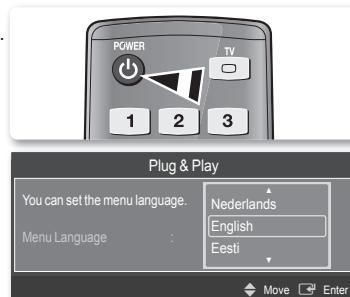 .
POWER
TV
1 2 3
Plug & Play
You can set the menu language.
Menu Language :
Nederlands
English
Eesti
Move Enter